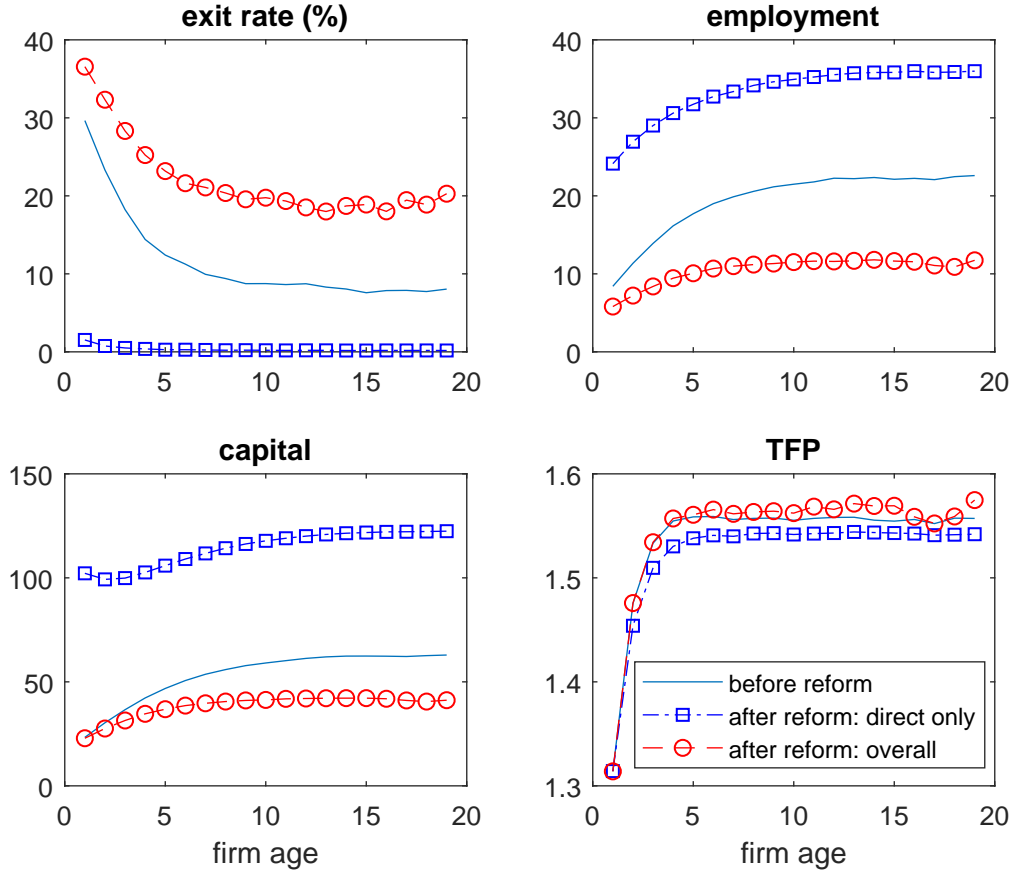 exit rate (%)
40
30
20
10
0
0 5 10 15 20
employment
40
30
20
10
0
0 5 10 15 20
capital
150
100
50
0
0 5 10 15 20
firm age
TFP
1.6
1.5
1.4
1.3
before reform
after reform: direct only
after reform: overall
0 5 10 15 20
firm age